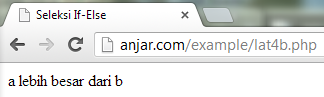 Seleksi If-Else
anjar.com/example/lat4b.php
a lebih besar dari b